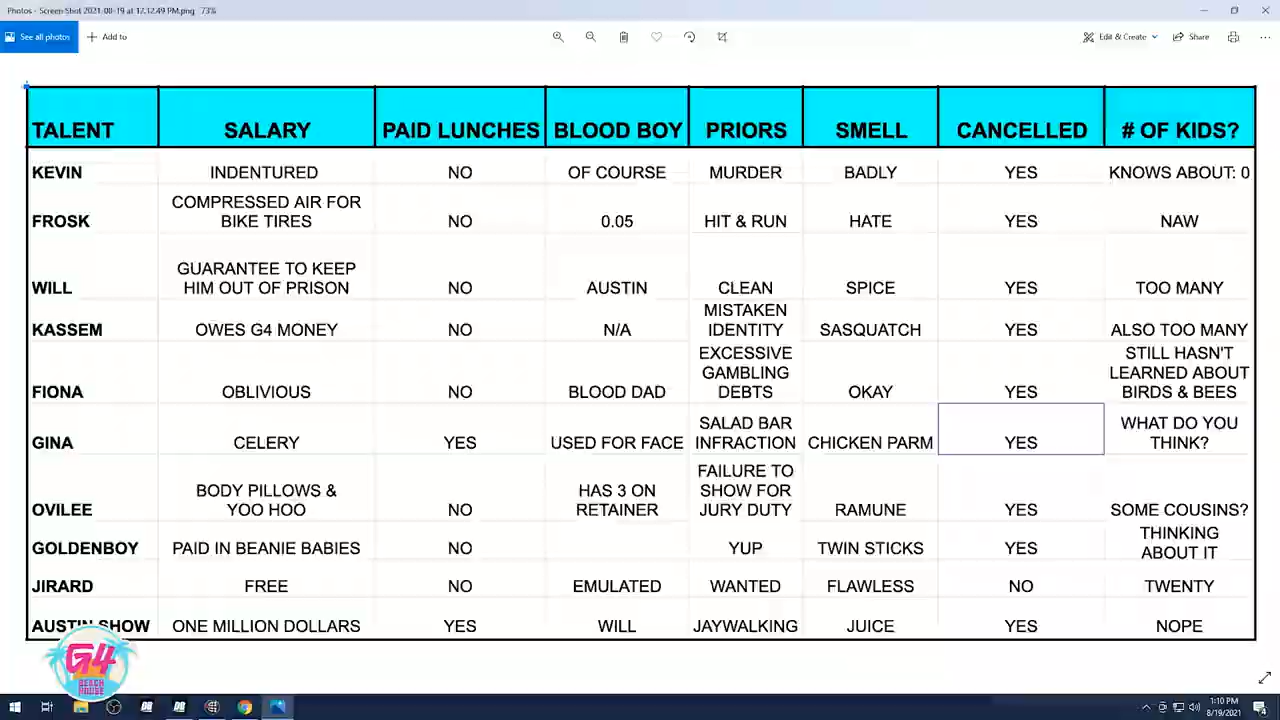 Photos - Screen Shot 2021-08-19 at 12.12.49 PM.png 73%
See all photos
Add to
Edit & Create
Share
TALENT SALARY PAID LUNCHES BLOOD BOY PRIORS SMELL CANCELLED # OF KIDS?
KEVIN INDENTURED NO OF COURSE MURDER BADLY YES KNOWS ABOUT: 0
COMPRESSED AIR FOR
FROSK BIKE TIRES NO 0.05 HIT & RUN HATE YES NAW
GUARANTEE TO KEEP
WILL HIM OUT OF PRISON NO AUSTIN CLEAN SPICE YES TOO MANY
MISTAKEN
KASSEM OWES G4 MONEY NO N/A IDENTITY SASQUATCH YES ALSO TOO MANY
EXCESSIVE STILL HASN'T
GAMBLING LEARNED ABOUT
FIONA OBLIVIOUS NO BLOOD DAD DEBTS OKAY YES BIRDS & BEES
SALAD BAR WHAT DO YOU
GINA CELERY YES USED FOR FACE INFRACTION CHICKEN PARM YES THINK?
FAILURE TO
BODY PILLOWS & HAS 3 ON SHOW FOR
OVILEE YOO HOO NO RETAINER JURY DUTY RAMUNE YES SOME COUSINS?
THINKING
GOLDENBOY PAID IN BEANIE BABIES NO YUP TWIN STICKS YES ABOUT IT
JIRARD FREE NO EMULATED WANTED FLAWLESS NO TWENTY
AUSTIN SHOW ONE MILLION DOLLARS YES WILL JAYWALKING JUICE YES NOPE
G4
BEACH
HOUSE
1:10 PM
8/19/2021
4